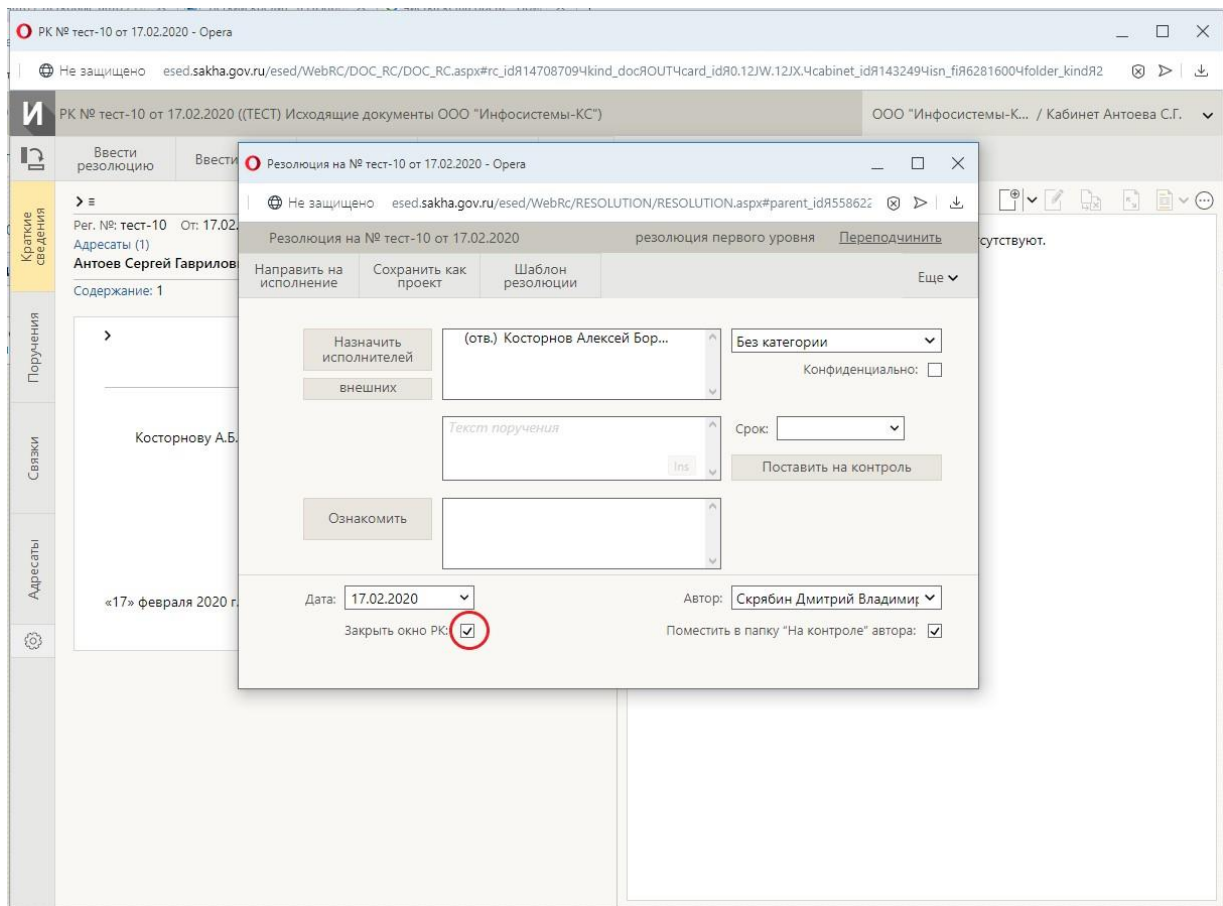 РК № тест-10 от 17.02.2020 - Opera
Не защищено esed.sakha.gov.ru/esed/WebRC/DOC_RC/DOC_RC.aspx#rc_idЯ14708709Чkind_docЯOUTЧcard_idЯ0.12JW.12JX.Чcabinet_idЯ143249Чisn_fiЯ6281600Чfolder_kindЯ2
И
РК № тест-10 от 17.02.2020 ((ТЕСТ) Исходящие документы ООО "Инфосистемы-КС")
ООО "Инфосистемы-К... / Кабинет Антоева С.Г.
Ввести
резолюцию
Ввести
Краткие
сведения
Поручения
Связки
Адресаты
Рег. №: тест-10 От: 17.02.
Адресаты (1)
Антоев Сергей Гаврилов
Содержание: 1
Косторнову А.Б.
«17» февраля 2020 г.
сутствуют.
Резолюция на № тест-10 от 17.02.2020 - Opera
Не защищено esed.sakha.gov.ru/esed/WebRc/RESOLUTION/RESOLUTION.aspx#parent_idЯ558622
Резолюция на № тест-10 от 17.02.2020
резолюция первого уровня
Переподчинить
Направить на
исполнение
Сохранить как
проект
Шаблон
резолюции
Еще
Назначить
исполнителей
внешних
(отв.) Косторнов Алексей Бор...
Без категории
Конфиденциально:
Текст поручения
Ins
Срок:
Поставить на контроль
Ознакомить
Дата: 17.02.2020
Автор: Скрябин Дмитрий Владимир
Закрыть окно РК:
Поместить в папку "На контроле" автора: